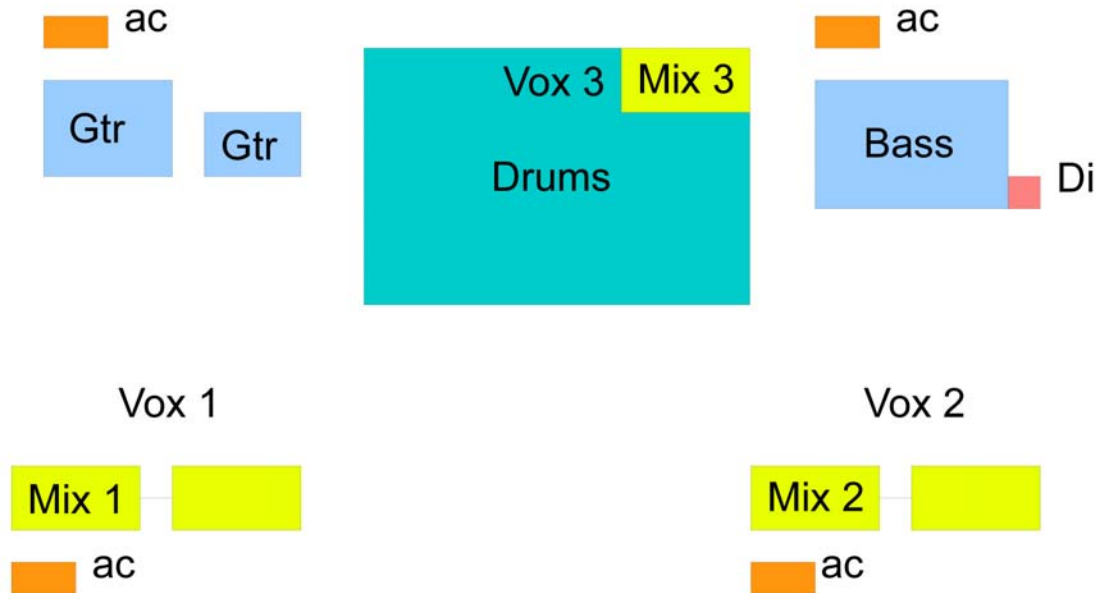 ac
ac
Vox 3
Mix 3
Gtr
Gtr
Bass
Drums
Di
Vox 1
Vox 2
Mix 1
Mix 2
ac
ac